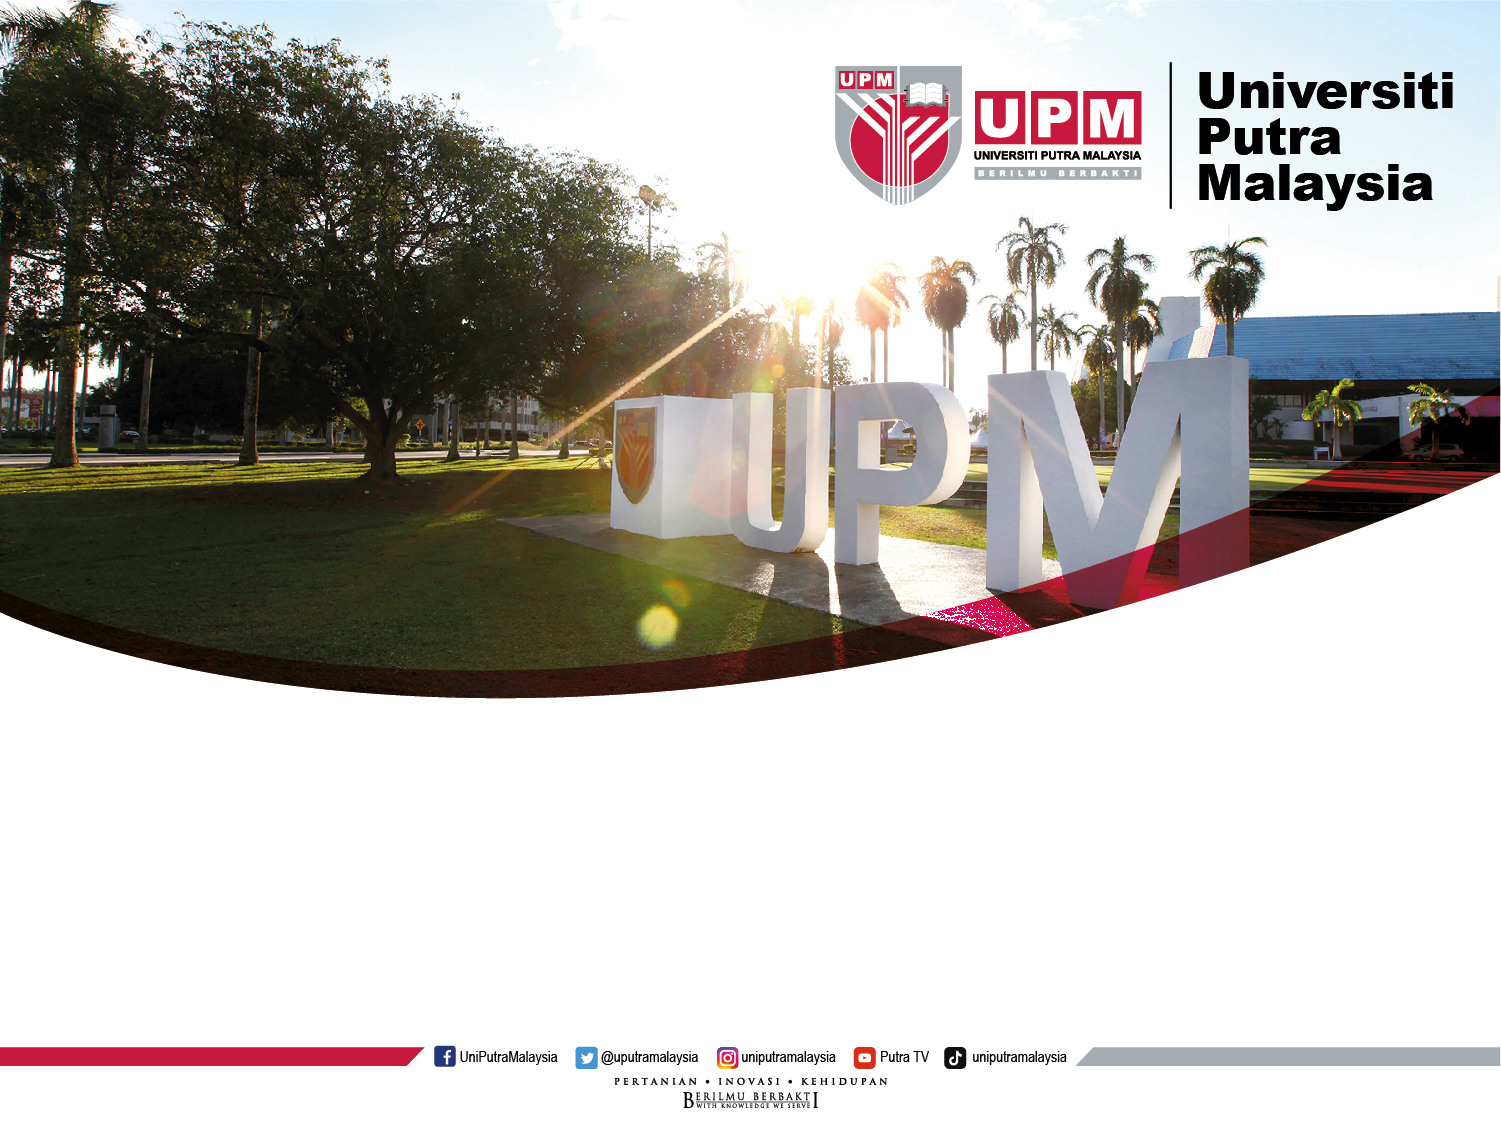 UPM
UPM
UNIVERSITI PUTRA MALAYSIA
BERILMU BERBAKTI
Universiti
Putra
Malaysia
UPM
UniPutraMalaysia
@uputramalaysia
uniputramalaysia
Putra TV
uniputramalaysia
PERTANIAN • INOVASI • KEHIDUPAN
BERILMU BERBAKTI
WITH KNOWLEDGE WE SERVE